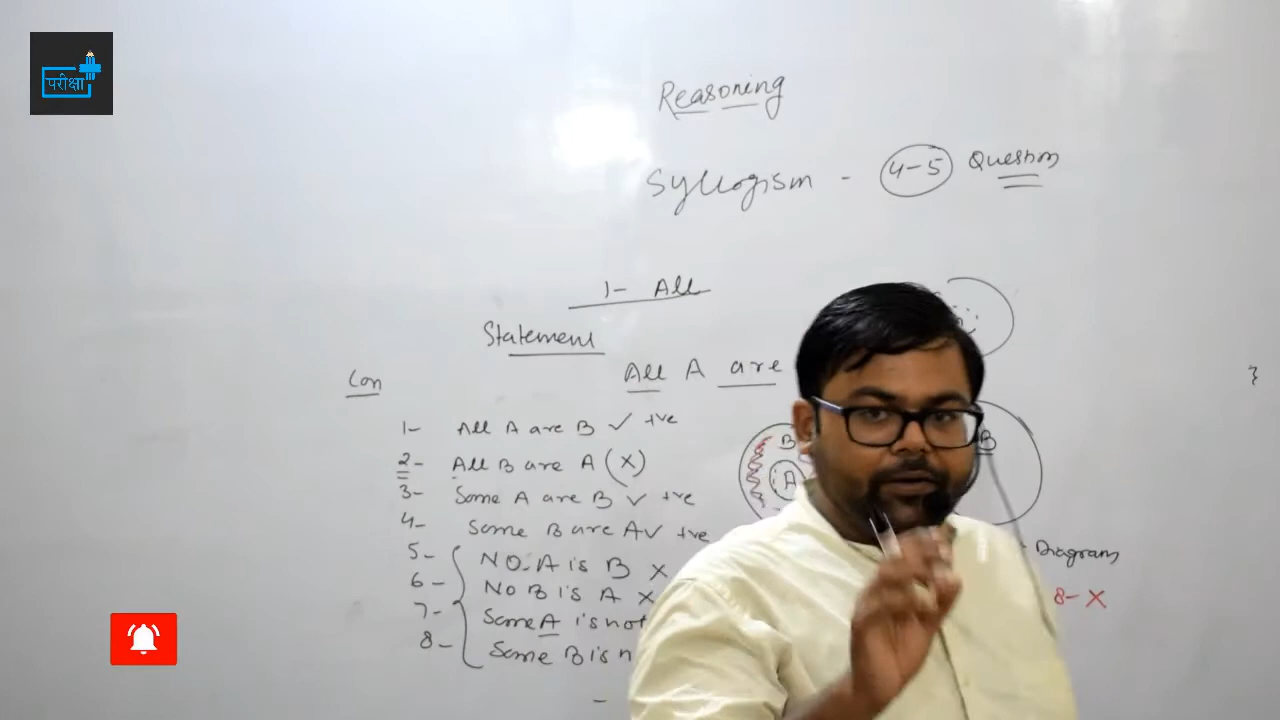 परीक्षा
Reasoning
Syllogism - 4-5 Question
1- All
Statement
All A are
Con
1- All A are B ✓ +ve
2- All B are A (X)
3- Some A are B ✓ +ve
4- Some B are A ✓ +ve
5- NO A is B X
6- NO B is A X
7- Some A is not
8- Some B is n
B
A
B
Diagram
8- X